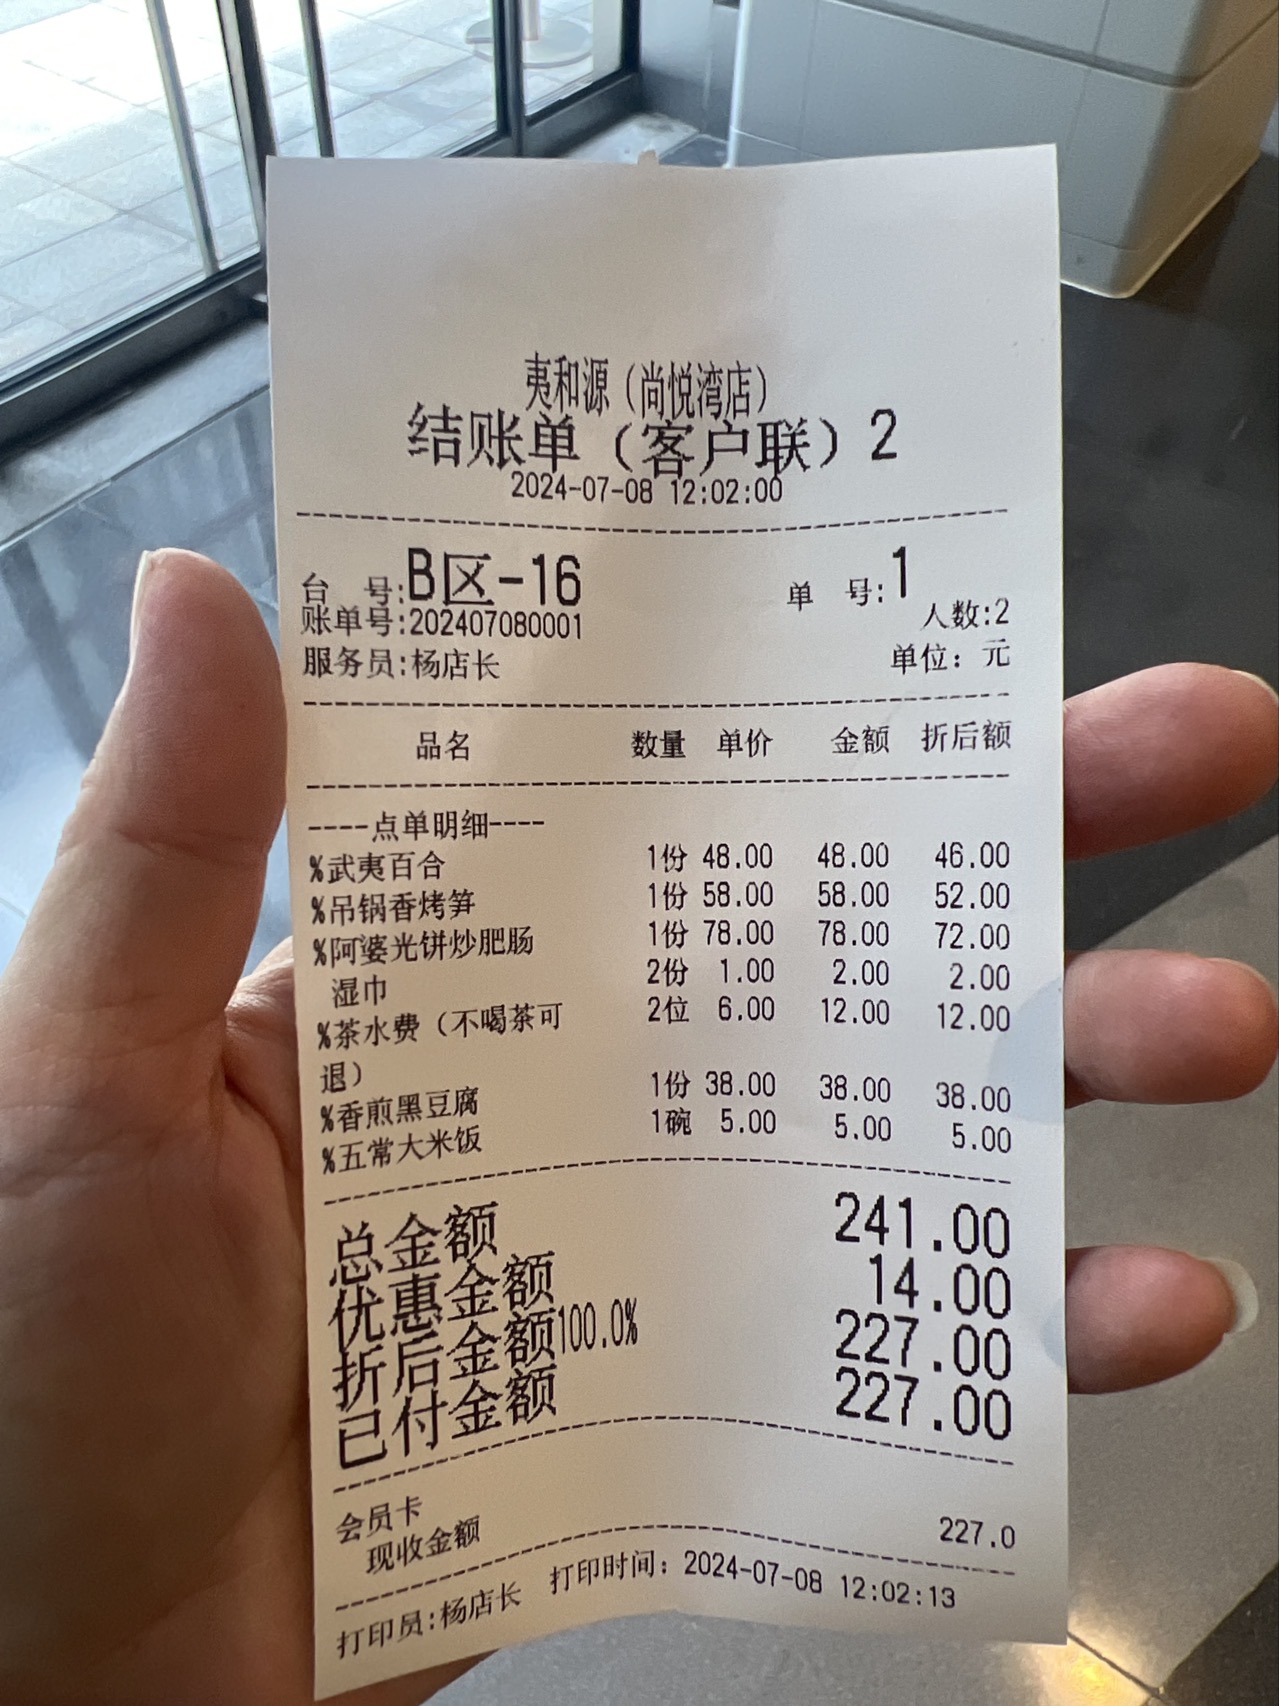 夷和源（尚悦湾店）
结账单（客户联）2
2024-07-08 12:02:00
台 号:B区-16 单 号:1
账单号:202407080001 人数:2
服务员:杨店长 单位：元
品名 数量 单价 金额 折后额
----点单明细----
%武夷百合 1份 48.00 48.00 46.00
%吊锅香烤笋 1份 58.00 58.00 52.00
%阿婆光饼炒肥肠 1份 78.00 78.00 72.00
湿巾 2份 1.00 2.00 2.00
%茶水费（不喝茶可 2位 6.00 12.00 12.00
退）
%香煎黑豆腐 1份 38.00 38.00 38.00
%五常大米饭 1碗 5.00 5.00 5.00
总金额 241.00
优惠金额 14.00
折后金额100.0% 227.00
已付金额 227.00
会员卡
现收金额 227.0
打印员:杨店长 打印时间：2024-07-08 12:02:13